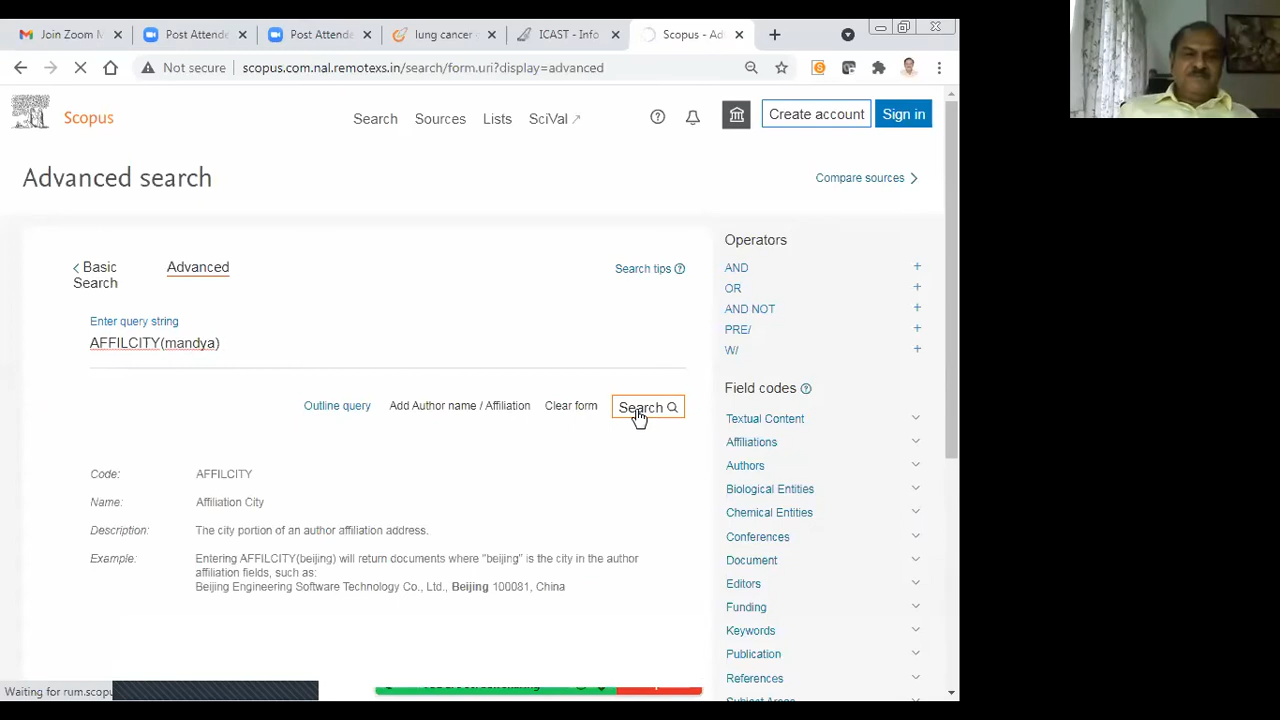 Join Zoom M
Post Attende
Post Attende
lung cancer -
ICAST - Info
Scopus - Ad
Not secure
scopus.com.nal.remotexs.in/search/form.uri?display=advanced
Scopus
Search
Sources
Lists
SciVal
Create account
Sign in
Advanced search
Compare sources
Basic
Search
Advanced
Search tips
Enter query string
AFFILCITY(mandya)
Outline query
Add Author name / Affiliation
Clear form
Search
Code: AFFILCITY
Name: Affiliation City
Description: The city portion of an author affiliation address.
Example: Entering AFFILCITY(beijing) will return documents where "beijing" is the city in the author
affiliation fields, such as:
Beijing Engineering Software Technology Co., Ltd., Beijing 100081, China
Operators
AND
OR
AND NOT
PRE/
W/
Field codes
Textual Content
Affiliations
Authors
Biological Entities
Chemical Entities
Conferences
Document
Editors
Funding
Keywords
Publication
References
Subject Areas
Waiting for rum.scopu